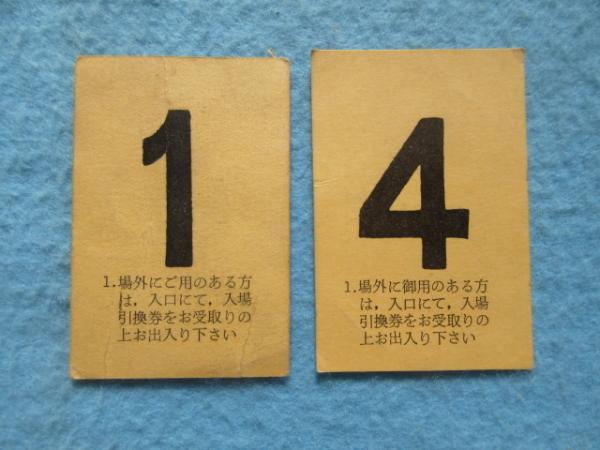 1
1.場外にご用のある方
は，入口にて，入場
引換券をお受取りの
上お出入り下さい
4
1.場外に御用のある方
は，入口にて，入場
引換券をお受取りの
上お出入り下さい